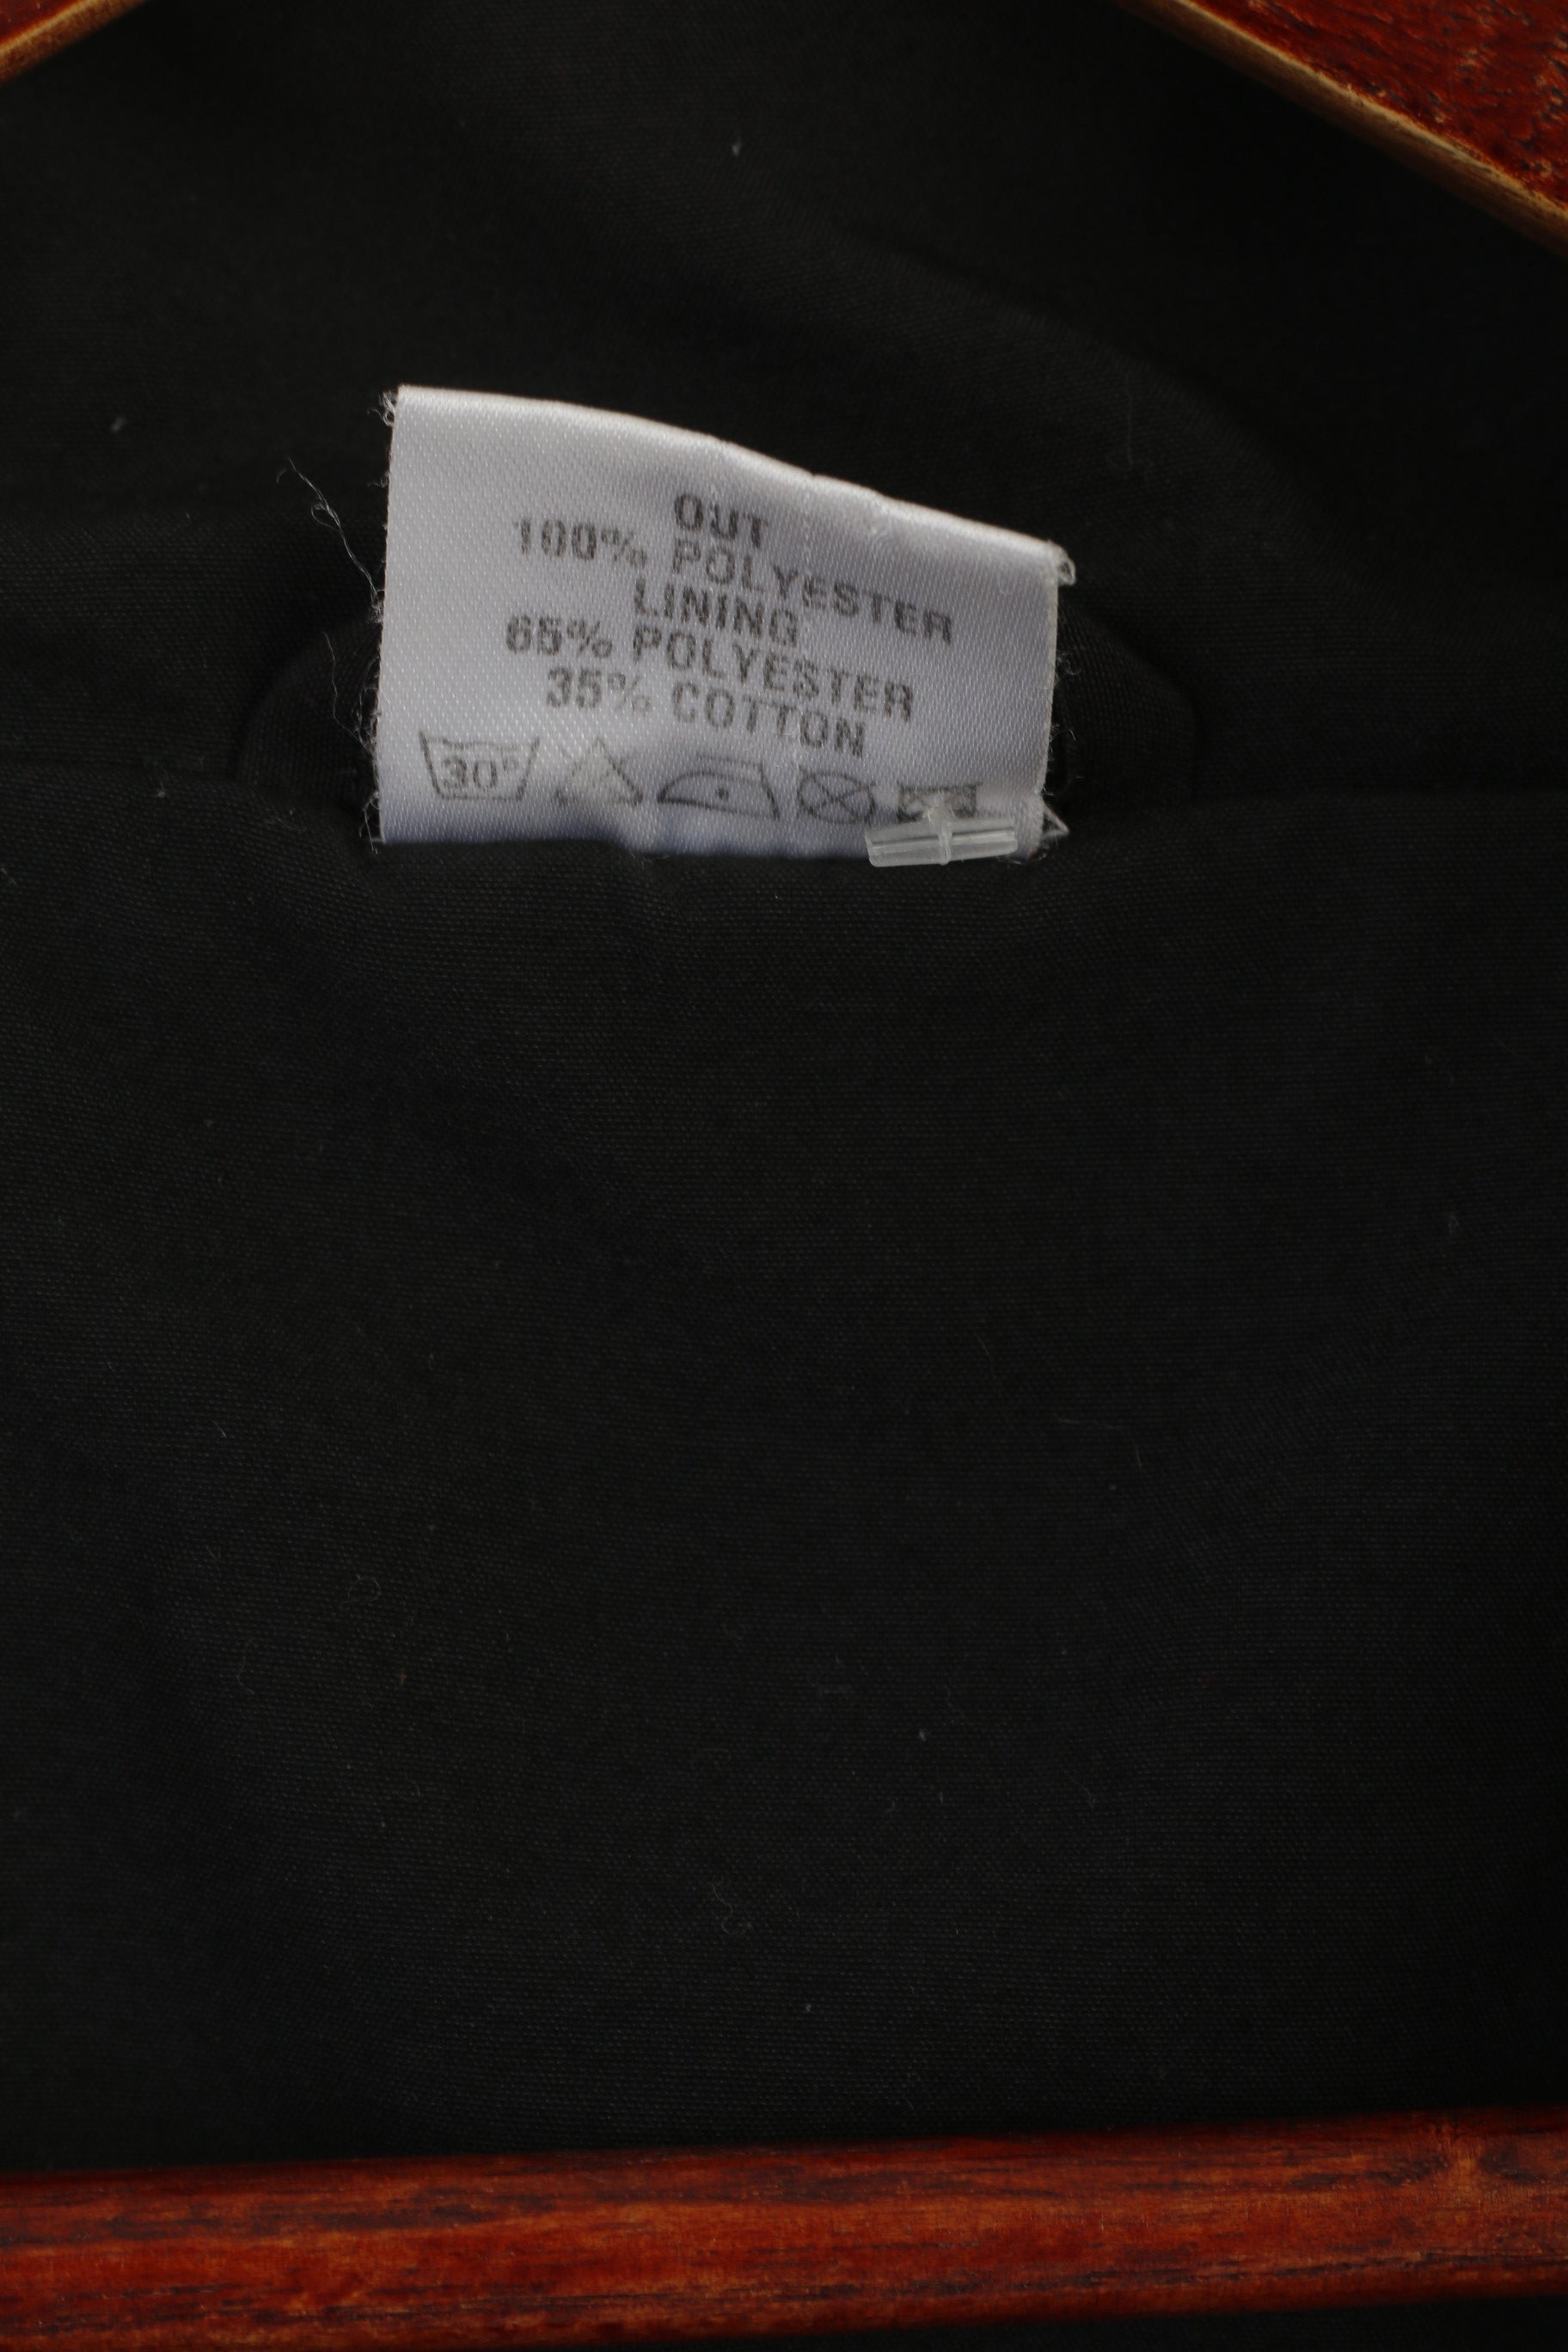 OUT
100% POLYESTER
LINING
65% POLYESTER
35% COTTON
30°